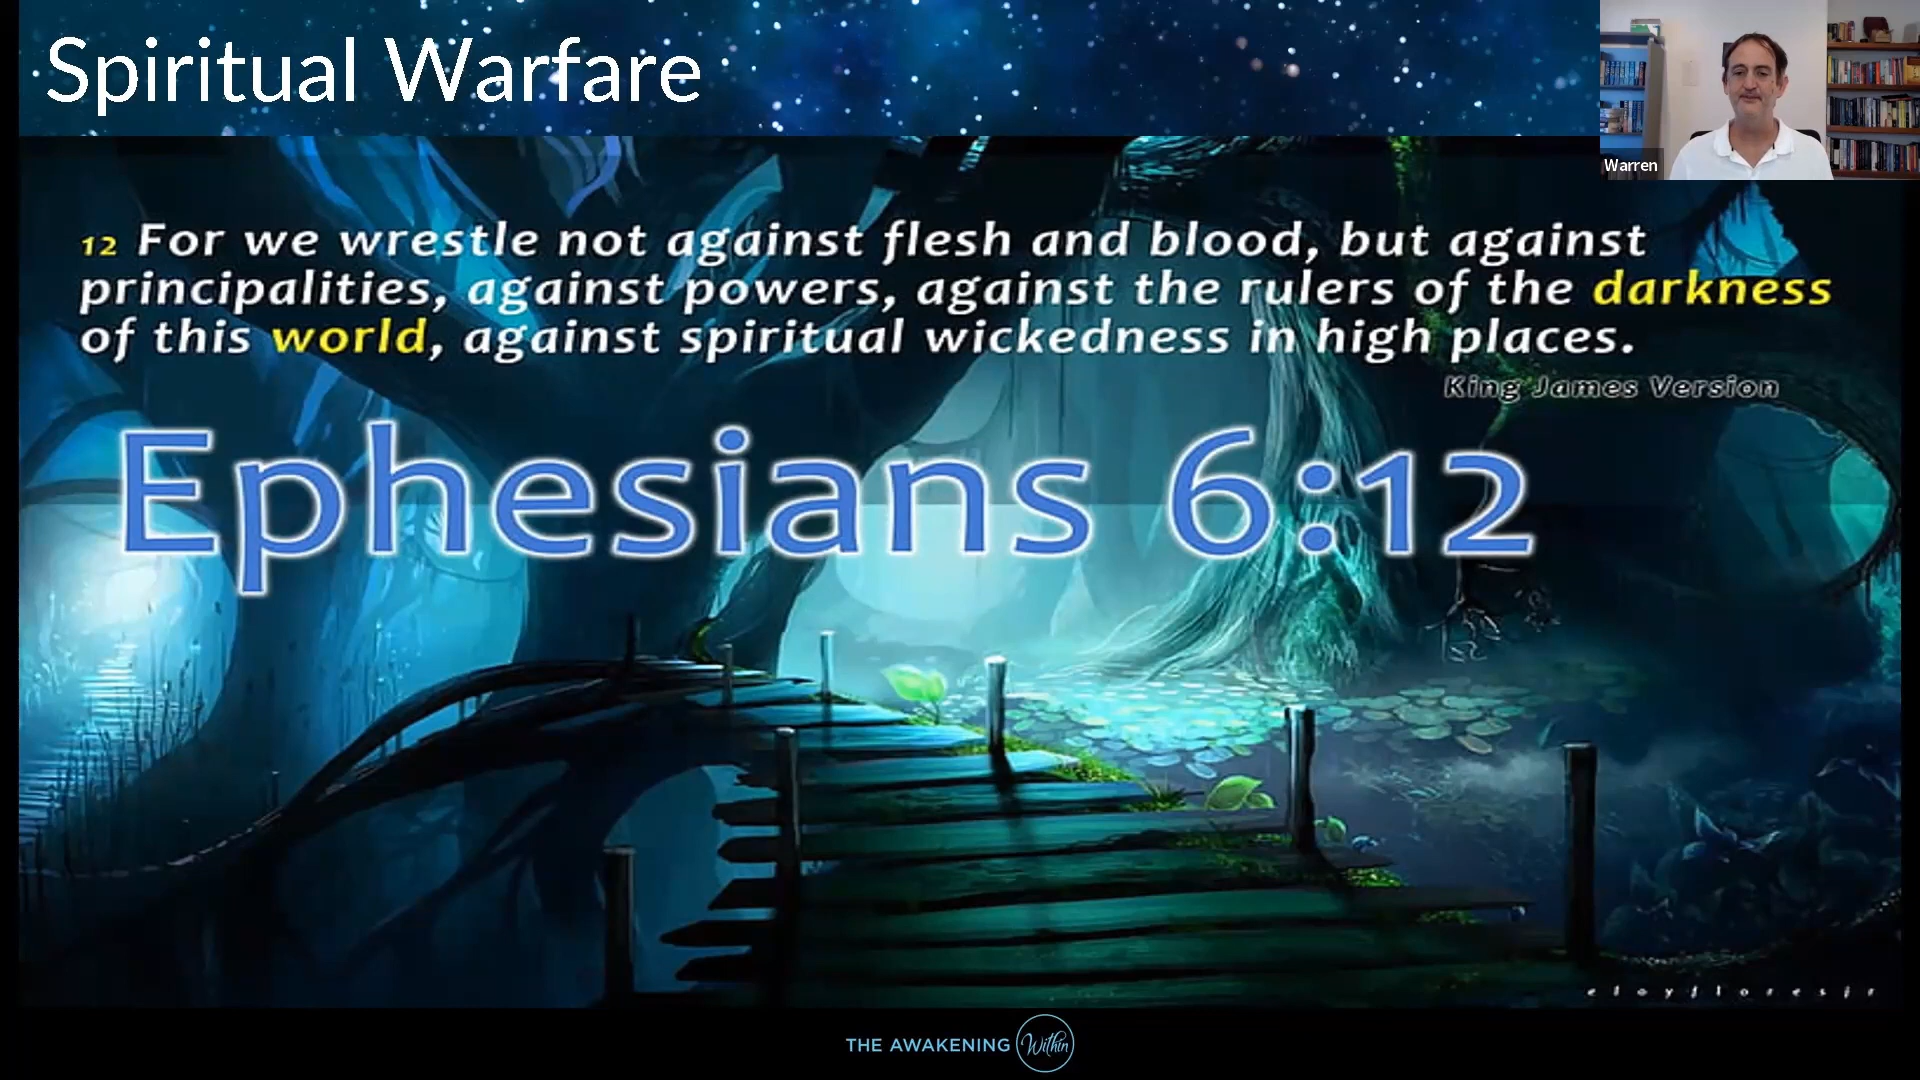 Spiritual Warfare
Warren
12 For we wrestle not against flesh and blood, but against
principalities, against powers, against the rulers of the darkness
of this world, against spiritual wickedness in high places.
King James Version
Ephesians 6:12
eloyfloresjr
THE AWAKENING Within